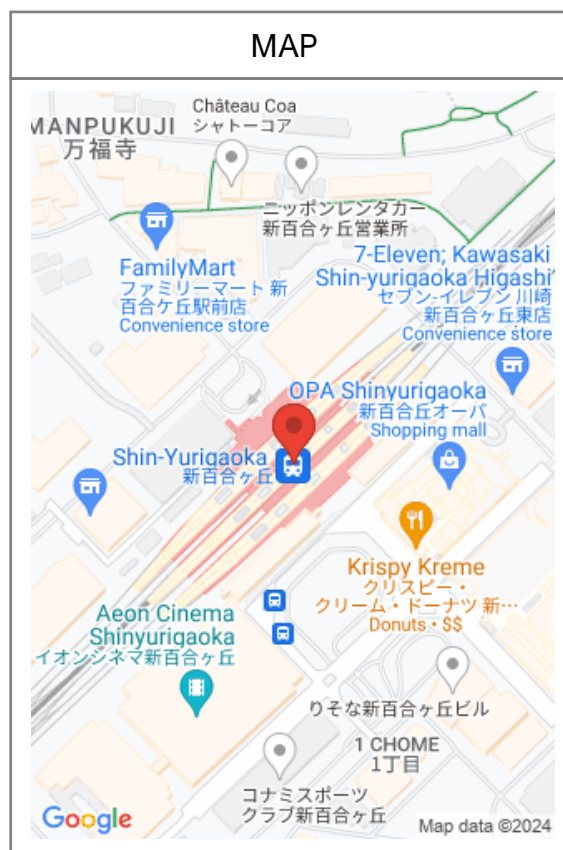 MAP
Château Coa
シャトーコア
MANPUKUJI
万福寺
ニッポンレンタカー
新百合ヶ丘営業所
FamilyMart
ファミリーマート 新
百合ケ丘駅前店
Convenience store
7-Eleven; Kawasaki
Shin-yurigaoka Higashi
セブン-イレブン 川崎
新百合ヶ丘東店
Convenience store
OPA Shinyurigaoka
新百合丘オーパ
Shopping mall
Shin-Yurigaoka
新百合ヶ丘
Krispy Kreme
クリスピー・
クリーム・ドーナツ 新…
Donuts・$$
Aeon Cinema
Shinyurigaoka
イオンシネマ新百合ヶ丘
りそな新百合ヶ丘ビル
1 CHOME
1丁目
コナミスポーツ
クラブ新百合ヶ丘
Google
Map data ©2024